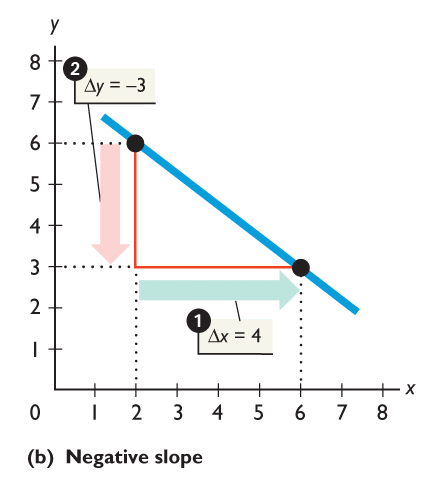 y
8
2
Δy = –3
7
6
5
4
3
2
1
1
Δx = 4
0 1 2 3 4 5 6 7 8 x
(b) Negative slope